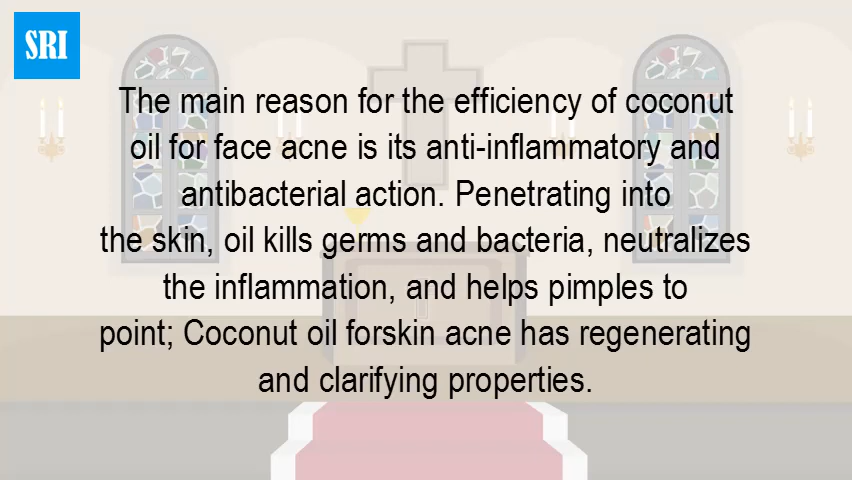 SRI
The main reason for the efficiency of coconut
oil for face acne is its anti-inflammatory and
antibacterial action. Penetrating into
the skin, oil kills germs and bacteria, neutralizes
the inflammation, and helps pimples to
point; Coconut oil forskin acne has regenerating
and clarifying properties.